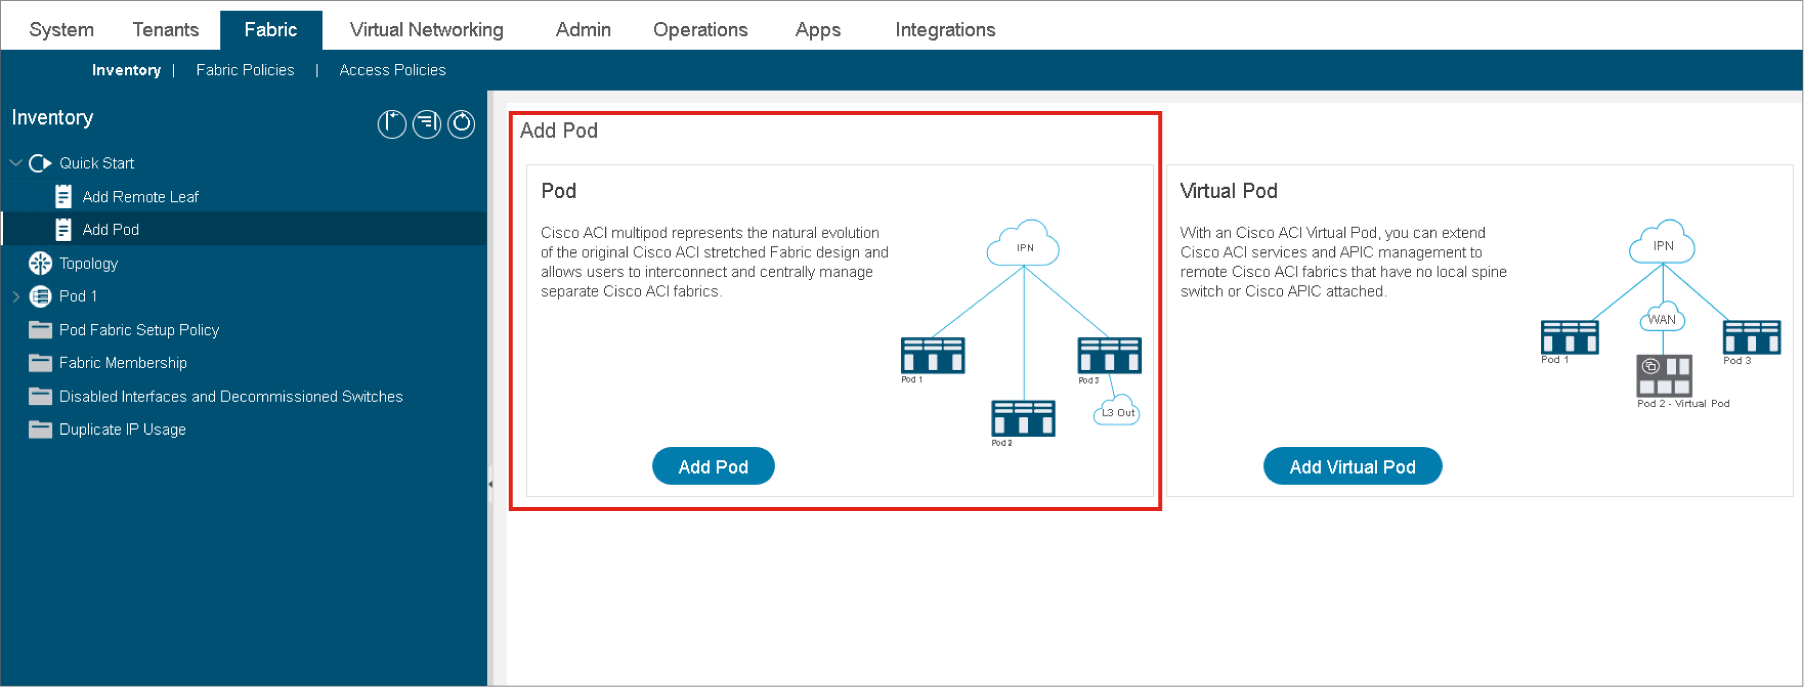 System Tenants Fabric Virtual Networking Admin Operations Apps Integrations
Inventory | Fabric Policies | Access Policies
Inventory
Quick Start
Add Remote Leaf
Add Pod
Topology
Pod 1
Pod Fabric Setup Policy
Fabric Membership
Disabled Interfaces and Decommissioned Switches
Duplicate IP Usage
Add Pod
Pod
Cisco ACI multipod represents the natural evolution
of the original Cisco ACI stretched Fabric design and
allows users to interconnect and centrally manage
separate Cisco ACI fabrics.
IPN
Pod 1
Pod 3
L3 Out
Pod 2
Add Pod
Virtual Pod
With an Cisco ACI Virtual Pod, you can extend
Cisco ACI services and APIC management to
remote Cisco ACI fabrics that have no local spine
switch or Cisco APIC attached.
IPN
WAN
Pod 1
Pod 3
Pod 2 - Virtual Pod
Add Virtual Pod